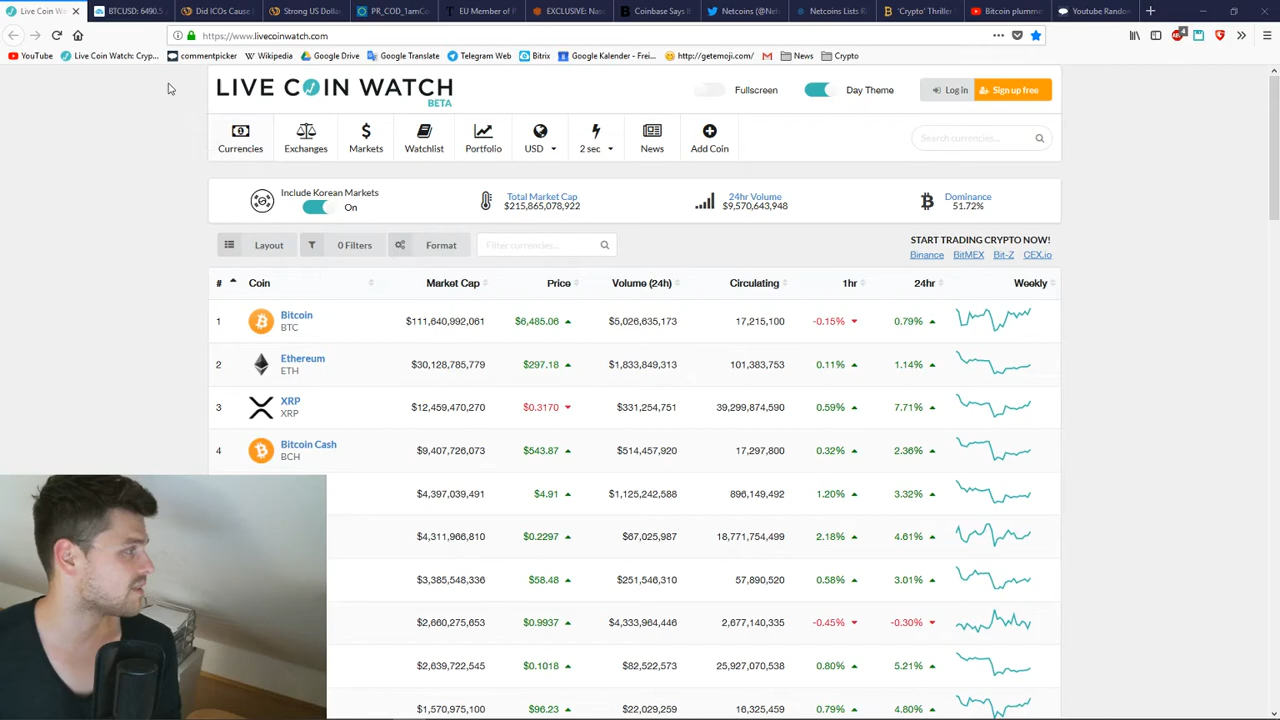 Live Coin W
BTCUSD: 6490.5
Did ICOs Cause
Strong US Dollar
PR_COD_1amCo
EU Member of P
EXCLUSIVE: Nas
Coinbase Says I
Netcoins (@Ne
Netcoins Lists R
'Crypto' Thriller
Bitcoin plumme
Youtube Rando
https://www.livecoinwatch.com
4
YouTube
Live Coin Watch: Cryp...
commentpicker
Wikipedia
Google Drive
Google Translate
Telegram Web
Bitrix
Google Kalender - Frei...
http://getemoji.com/
News
Crypto
LIVE COIN WATCH
BETA
Fullscreen
Day Theme
Log in
Sign up free
Currencies
Exchanges
Markets
Watchlist
Portfolio
USD
2 sec
News
Add Coin
Search currencies...
Include Korean Markets
On
Total Market Cap
$215,865,078,922
24hr Volume
$9,570,643,948
Dominance
51.72%
Layout
0 Filters
Format
Filter currencies...
START TRADING CRYPTO NOW!
Binance BitMEX Bit-Z CEX.io
# Coin Market Cap Price Volume (24h) Circulating 1hr 24hr Weekly
1 Bitcoin BTC $111,640,992,061 $6,485.06 $5,026,635,173 17,215,100 -0.15% 0.79%
2 Ethereum ETH $30,128,785,779 $297.18 $1,833,849,313 101,383,753 0.11% 1.14%
3 XRP XRP $12,459,470,270 $0.3170 $331,254,751 39,299,874,590 0.59% 7.71%
4 Bitcoin Cash BCH $9,407,726,073 $543.87 $514,457,920 17,297,800 0.32% 2.36%
$4,397,039,491 $4.91 $1,125,242,588 896,149,492 1.20% 3.32%
$4,311,966,810 $0.2297 $67,025,987 18,771,754,499 2.18% 4.61%
$3,385,548,336 $58.48 $251,546,310 57,890,520 0.58% 3.01%
$2,660,275,653 $0.9937 $4,333,964,446 2,677,140,335 -0.45% -0.30%
$2,639,722,545 $0.1018 $82,522,573 25,927,070,538 0.80% 5.21%
$1,570,975,100 $96.23 $22,029,259 16,325,459 0.79% 4.80%